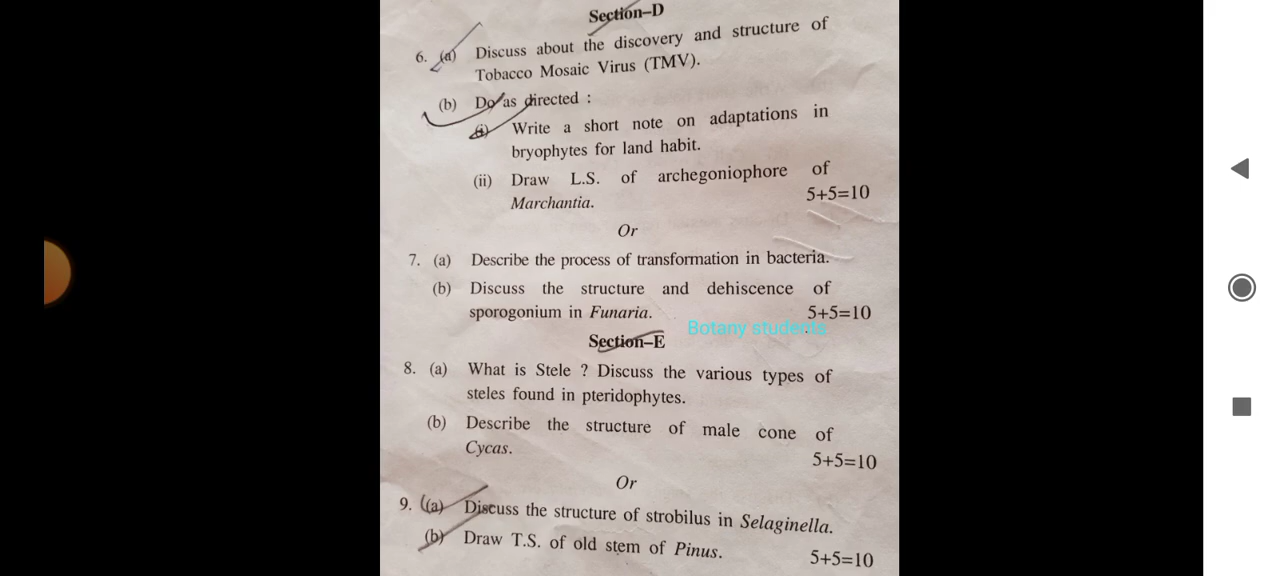 Section–D
6. (a) Discuss about the discovery and structure of
Tobacco Mosaic Virus (TMV).
(b) Do as directed :
(i) Write a short note on adaptations in
bryophytes for land habit.
(ii) Draw L.S. of archegoniophore of
Marchantia. 5+5=10
Or
7. (a) Describe the process of transformation in bacteria.
(b) Discuss the structure and dehiscence of
sporogonium in Funaria. 5+5=10
Botany students
Section–E
8. (a) What is Stele ? Discuss the various types of
steles found in pteridophytes.
(b) Describe the structure of male cone of
Cycas. 5+5=10
Or
9. (a) Discuss the structure of strobilus in Selaginella.
(b) Draw T.S. of old stem of Pinus. 5+5=10